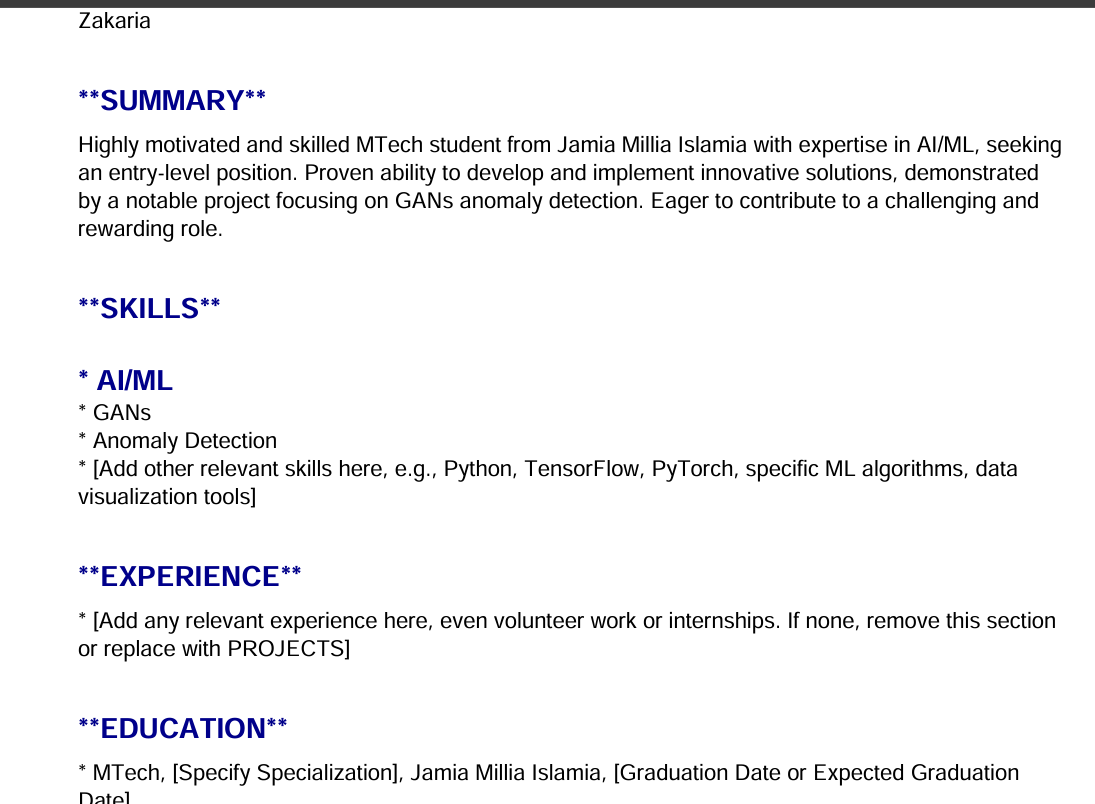 Zakaria
**SUMMARY**
Highly motivated and skilled MTech student from Jamia Millia Islamia with expertise in AI/ML, seeking
an entry-level position. Proven ability to develop and implement innovative solutions, demonstrated
by a notable project focusing on GANs anomaly detection. Eager to contribute to a challenging and
rewarding role.
**SKILLS**
* AI/ML
* GANs
* Anomaly Detection
* [Add other relevant skills here, e.g., Python, TensorFlow, PyTorch, specific ML algorithms, data
visualization tools]
**EXPERIENCE**
* [Add any relevant experience here, even volunteer work or internships. If none, remove this section
or replace with PROJECTS]
**EDUCATION**
* MTech, [Specify Specialization], Jamia Millia Islamia, [Graduation Date or Expected Graduation
Date]